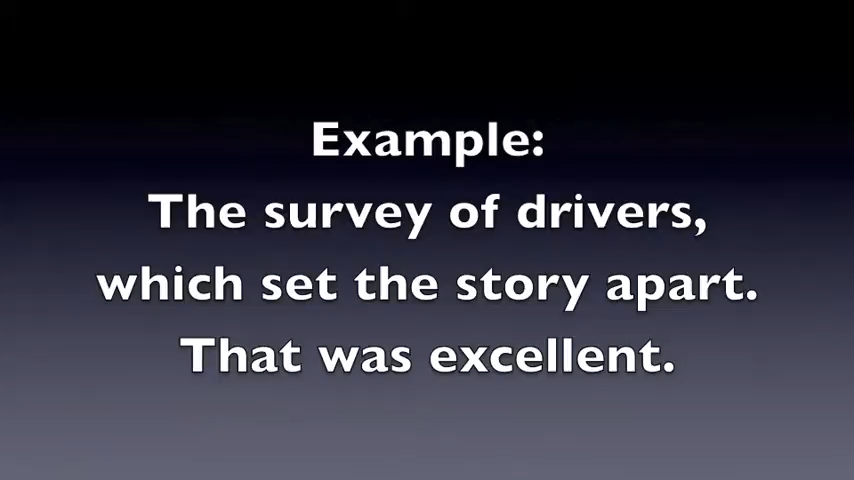 Example:
The survey of drivers,
which set the story apart.
That was excellent.